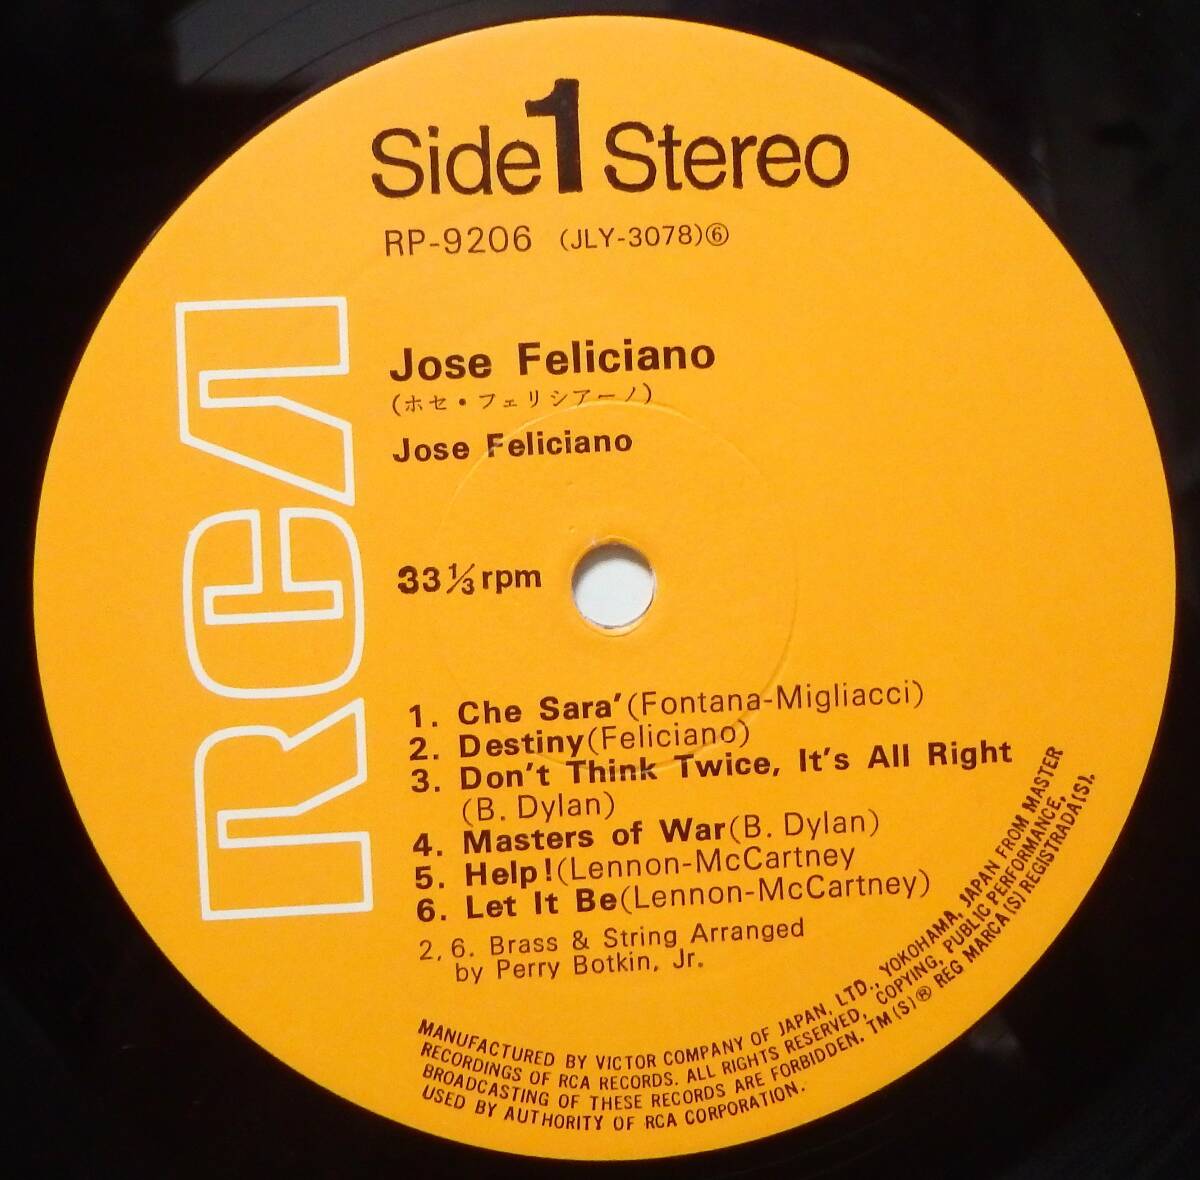 Side 1 Stereo
RP-9206 (JLY-3078)⑥
Jose Feliciano
(ホセ・フェリシアーノ)
Jose Feliciano
33⅓rpm
RCA
1. Che Sara'(Fontana-Migliacci)
2. Destiny(Feliciano)
3. Don't Think Twice, It's All Right
(B. Dylan)
4. Masters of War(B. Dylan)
5. Help!(Lennon-McCartney
6. Let It Be(Lennon-McCartney)
2, 6. Brass & String Arranged
by Perry Botkin, Jr.
MANUFACTURED BY VICTOR COMPANY OF JAPAN, LTD., YOKOHAMA, JAPAN FROM MASTER
RECORDINGS OF RCA RECORDS. ALL RIGHTS RESERVED, COPYING, PUBLIC PERFORMANCE,
BROADCASTING OF THESE RECORDS ARE FORBIDDEN. TM(S)® REG MARCA(S) REGISTRADA(S).
USED BY AUTHORITY OF RCA CORPORATION.